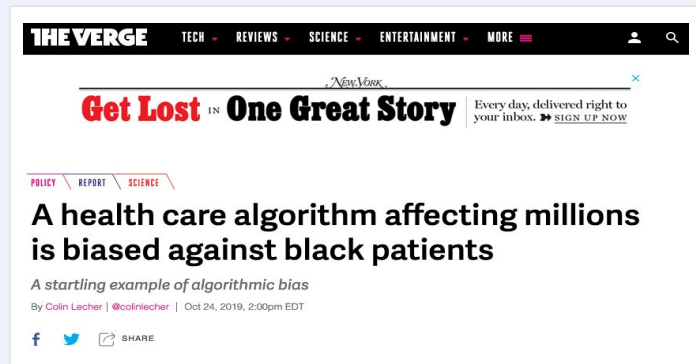 THE VERGE TECH REVIEWS SCIENCE ENTERTAINMENT MORE
NEW YORK
Get Lost IN One Great Story
Every day, delivered right to
your inbox. SIGN UP NOW
POLICY REPORT SCIENCE
A health care algorithm affecting millions
is biased against black patients
A startling example of algorithmic bias
By Colin Lecher | @colinlecher | Oct 24, 2019, 2:00pm EDT
f SHARE